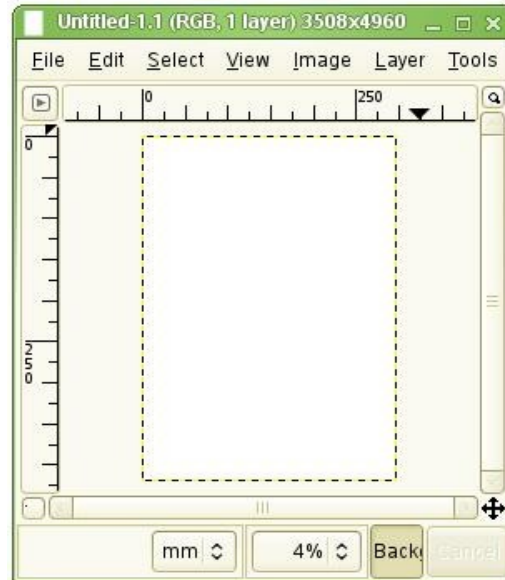 Untitled-1.1 (RGB, 1 layer) 3508x4960
File Edit Select View Image Layer Tools
0 250
0
250
mm 4% Back Cancel